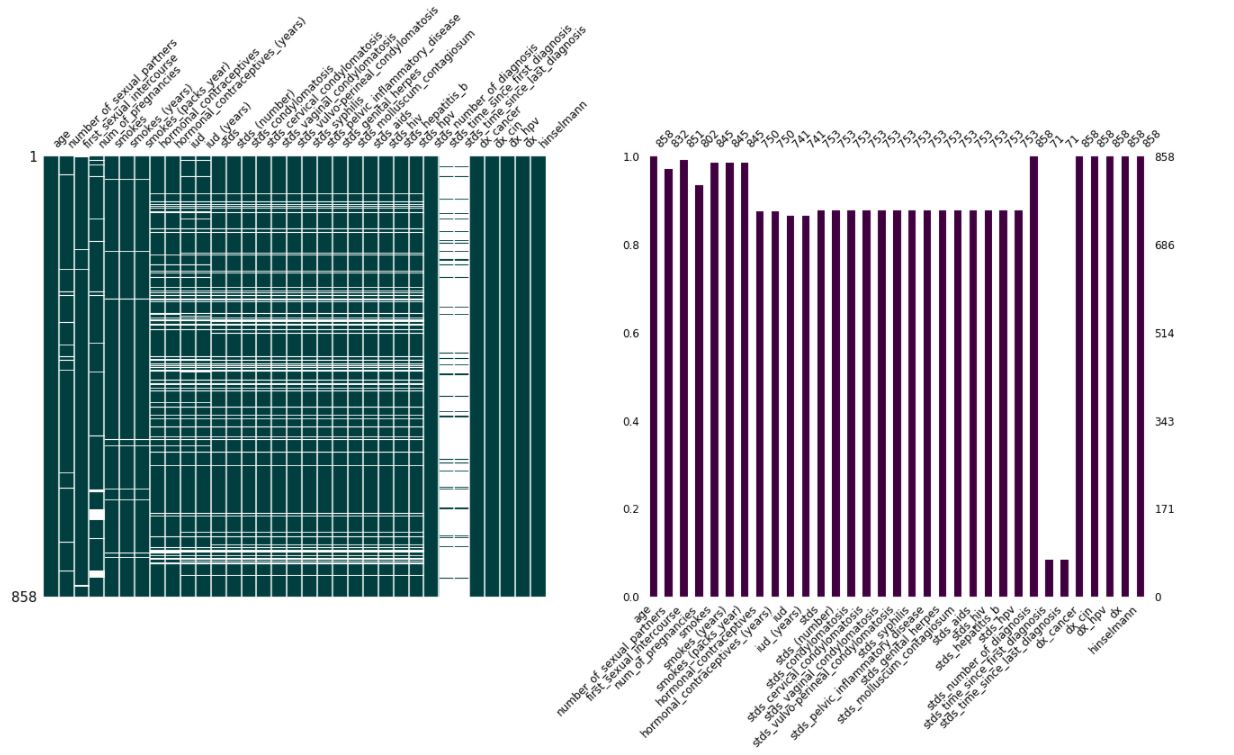 age
number_of_sexual_partners
first_sexual_intercourse
num_of_pregnancies
smokes
smokes_(years)
smokes_(packs_year)
hormonal_contraceptives
hormonal_contraceptives_(years)
iud
iud_(years)
stds
stds_(number)
stds_condylomatosis
stds_cervical_condylomatosis
stds_vaginal_condylomatosis
stds_vulvo-perineal_condylomatosis
stds_syphilis
stds_pelvic_inflammatory_disease
stds_genital_herpes
stds_molluscum_contagiosum
stds_aids
stds_hiv
stds_hepatitis_b
stds_hpv
stds_number_of_diagnosis
stds_time_since_first_diagnosis
stds_time_since_last_diagnosis
dx_cancer
dx_cin
dx_hpv
dx
hinselmann
1
858
858
832
851
802
845
845
845
750
750
741
741
753
753
753
753
753
753
753
753
753
753
753
753
753
753
858
71
71
858
858
858
858
858
1.0
0.8
0.6
0.4
0.2
0.0
858
686
514
343
171
0
age
number_of_sexual_partners
first_sexual_intercourse
num_of_pregnancies
smokes
smokes_(years)
smokes_(packs_year)
hormonal_contraceptives
hormonal_contraceptives_(years)
iud
iud_(years)
stds
stds_(number)
stds_condylomatosis
stds_cervical_condylomatosis
stds_vaginal_condylomatosis
stds_vulvo-perineal_condylomatosis
stds_syphilis
stds_pelvic_inflammatory_disease
stds_genital_herpes
stds_molluscum_contagiosum
stds_aids
stds_hiv
stds_hepatitis_b
stds_hpv
stds_number_of_diagnosis
stds_time_since_first_diagnosis
stds_time_since_last_diagnosis
dx_cancer
dx_cin
dx_hpv
dx
hinselmann